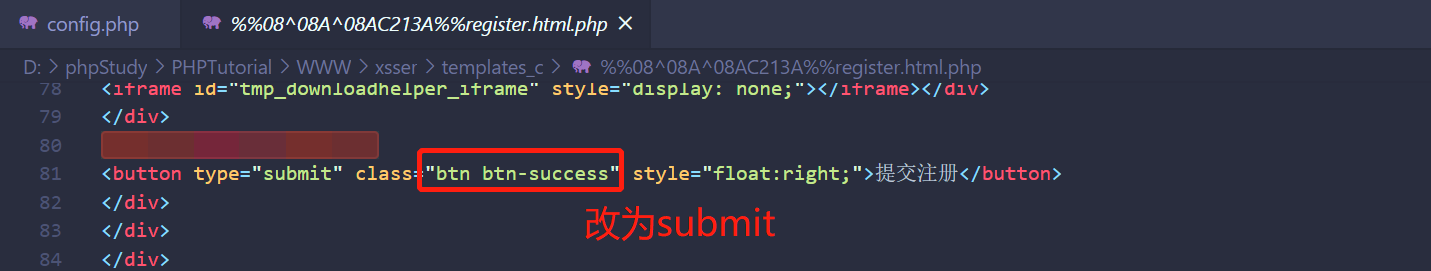 config.php %%08^08A^08AC213A%%register.html.php ×
D: > phpStudy > PHPTutorial > WWW > xsser > templates_c > %%08^08A^08AC213A%%register.html.php
78 <iframe id="tmp_downloadhelper_iframe" style="display: none;"></iframe></div>
79 </div>
80
81 <button type="submit" class="btn btn-success" style="float:right;">提交注册</button>
82 </div>
改为submit
83 </div>
84 </div>